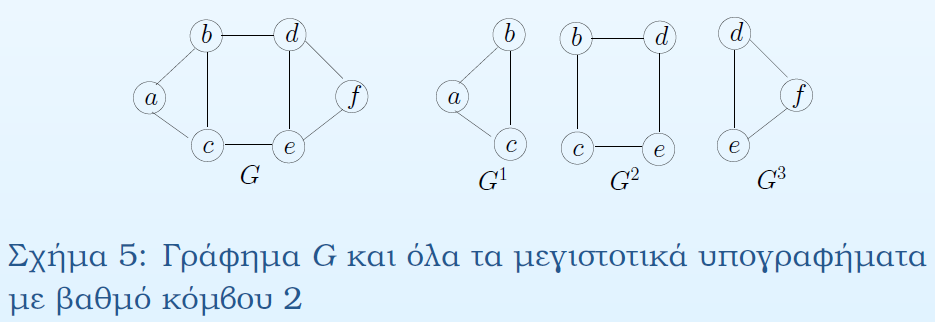 b d b b d d
a f a f
c e c c e e
G G¹ G² G³
Σχήμα 5: Γράφημα G και όλα τα μεγιστοτικά υπογραφήματα
με βαθμό κόμβου 2